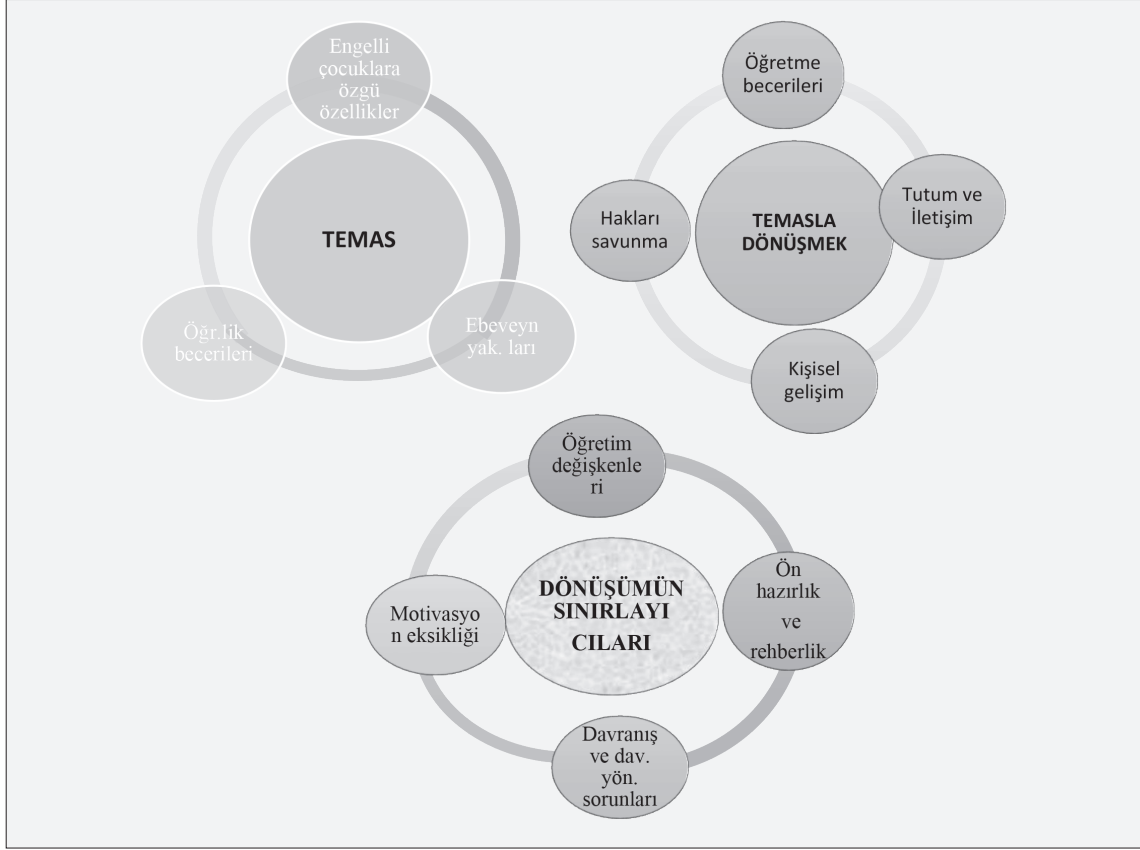 Engelli
çocuklara
özgü
özellikler
TEMAS
Öğr.lik
becerileri
Ebeveyn
yak. ları
Öğretme
becerileri
Hakları
savunma
TEMASLA
DÖNÜŞMEK
Tutum ve
İletişim
Kişisel
gelişim
Öğretim
değişkenle
ri
Motivasyo
n eksikliği
DÖNÜŞÜMÜN
SINIRLAYI
CILARI
Ön
hazırlık
ve
rehberlik
Davranış
ve dav.
yön.
sorunları